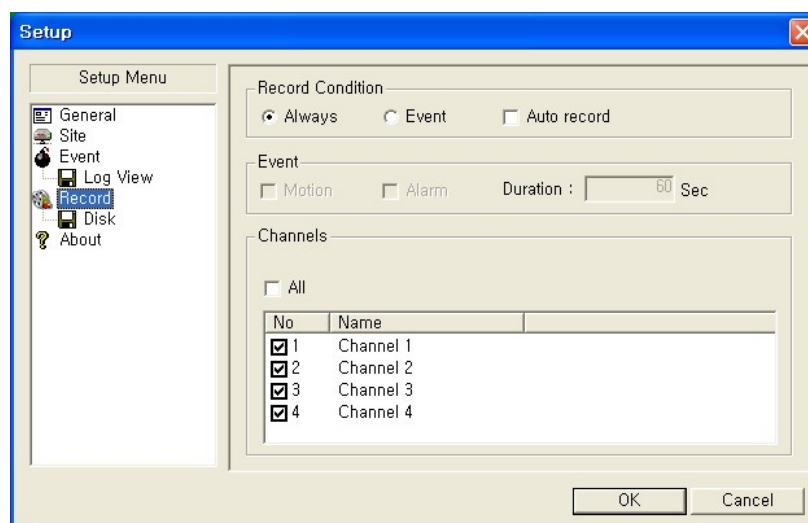 Setup
Setup Menu
General
Site
Event
Log View
Record
Disk
About
Record Condition
Always Event Auto record
Event
Motion Alarm Duration : 60 Sec
Channels
All
No Name
1 Channel 1
2 Channel 2
3 Channel 3
4 Channel 4
OK Cancel